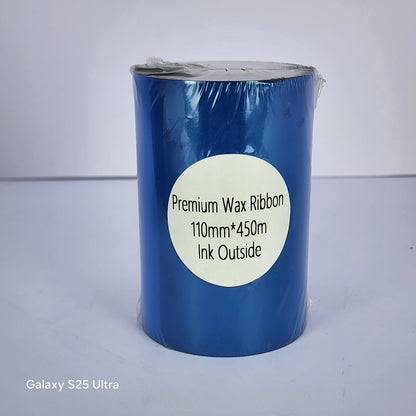 Premium Wax Ribbon
110mm*450m
Ink Outside
Galaxy S25 Ultra